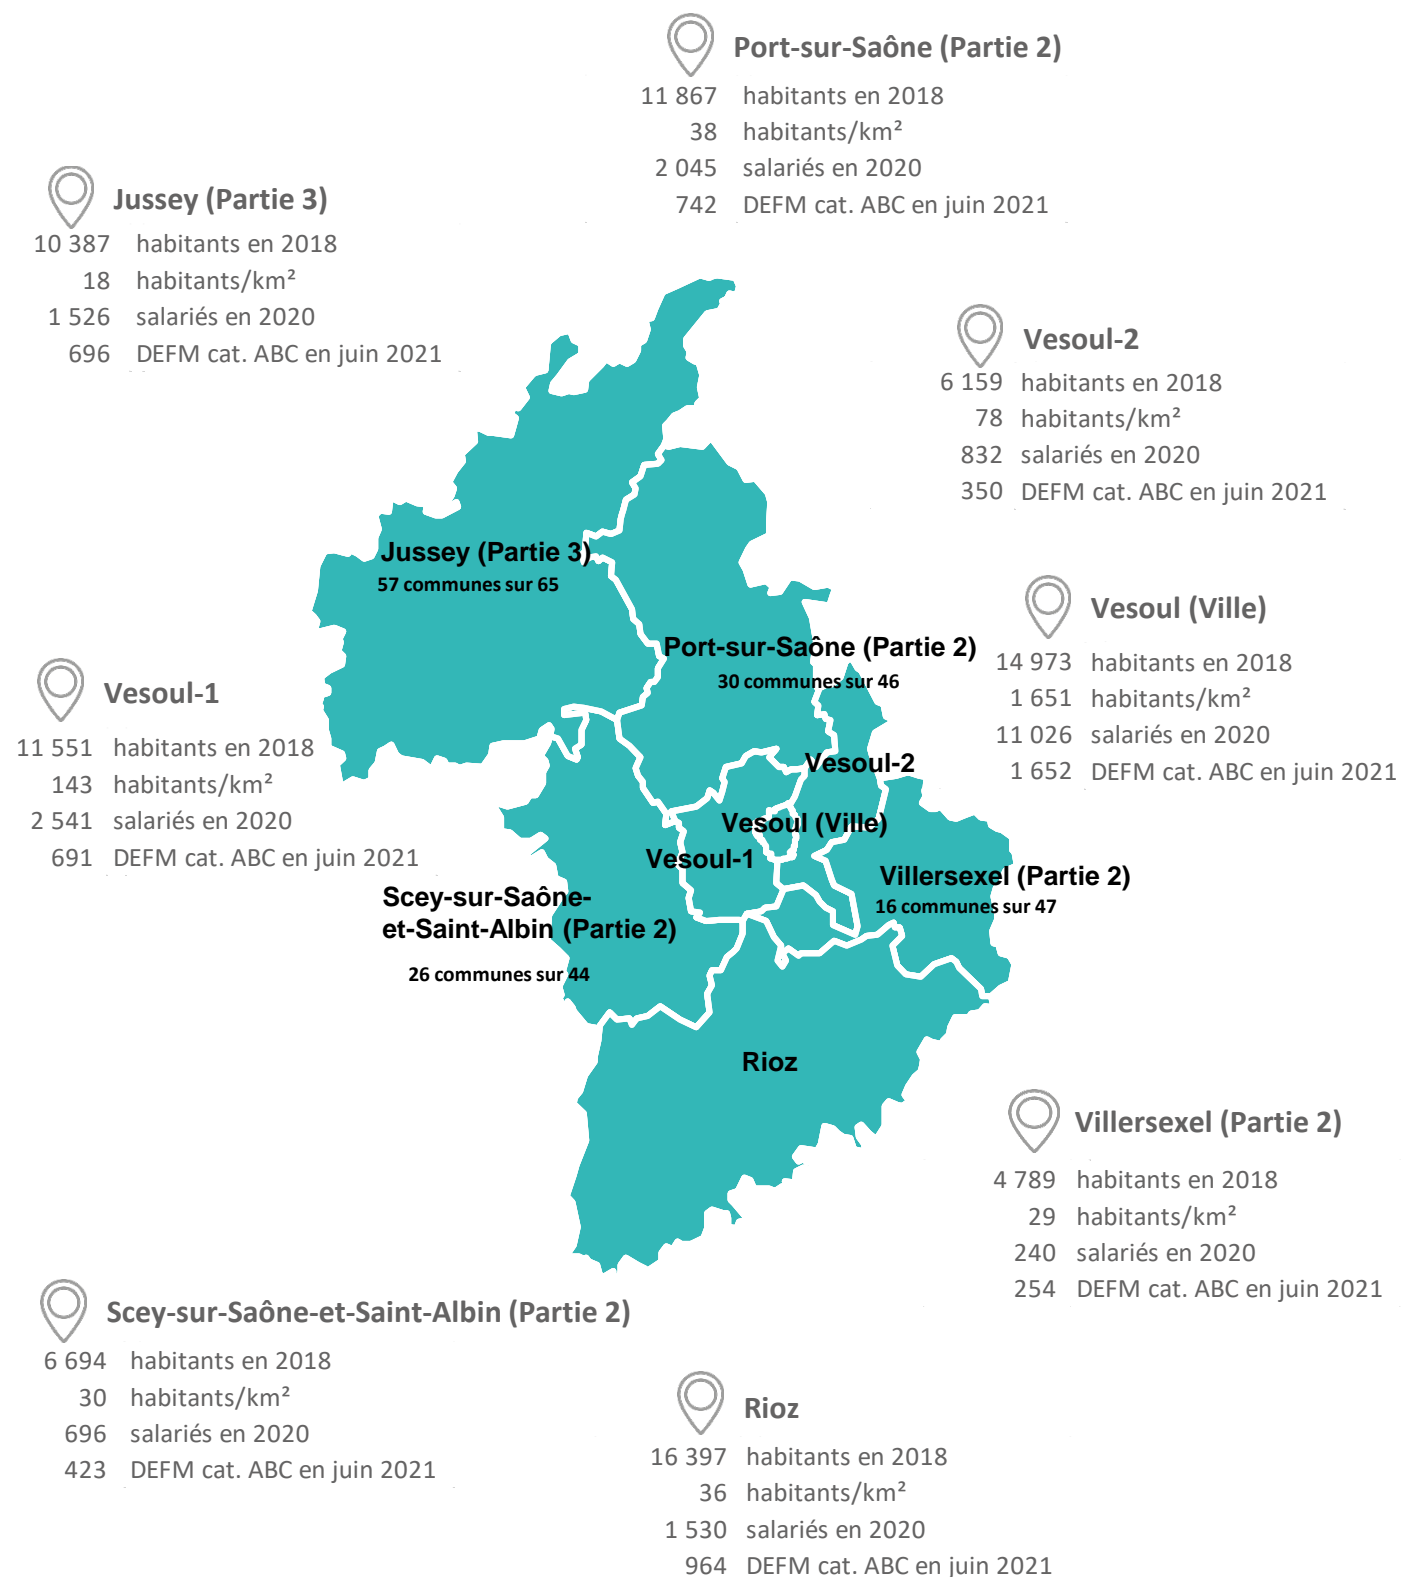 Port-sur-Saône (Partie 2)
11 867 habitants en 2018
38 habitants/km²
2 045 salariés en 2020
742 DEFM cat. ABC en juin 2021
Jussey (Partie 3)
10 387 habitants en 2018
18 habitants/km²
1 526 salariés en 2020
696 DEFM cat. ABC en juin 2021
Vesoul-2
6 159 habitants en 2018
78 habitants/km²
832 salariés en 2020
350 DEFM cat. ABC en juin 2021
Jussey (Partie 3)
57 communes sur 65
Vesoul (Ville)
14 973 habitants en 2018
1 651 habitants/km²
11 026 salariés en 2020
1 652 DEFM cat. ABC en juin 2021
Port-sur-Saône (Partie 2)
30 communes sur 46
Vesoul-1
11 551 habitants en 2018
143 habitants/km²
2 541 salariés en 2020
691 DEFM cat. ABC en juin 2021
Vesoul-2
Vesoul (Ville)
Vesoul-1
Villersexel (Partie 2)
16 communes sur 47
Scey-sur-Saône-
et-Saint-Albin (Partie 2)
26 communes sur 44
Rioz
Villersexel (Partie 2)
4 789 habitants en 2018
29 habitants/km²
240 salariés en 2020
254 DEFM cat. ABC en juin 2021
Scey-sur-Saône-et-Saint-Albin (Partie 2)
6 694 habitants en 2018
30 habitants/km²
696 salariés en 2020
423 DEFM cat. ABC en juin 2021
Rioz
16 397 habitants en 2018
36 habitants/km²
1 530 salariés en 2020
964 DEFM cat. ABC en juin 2021